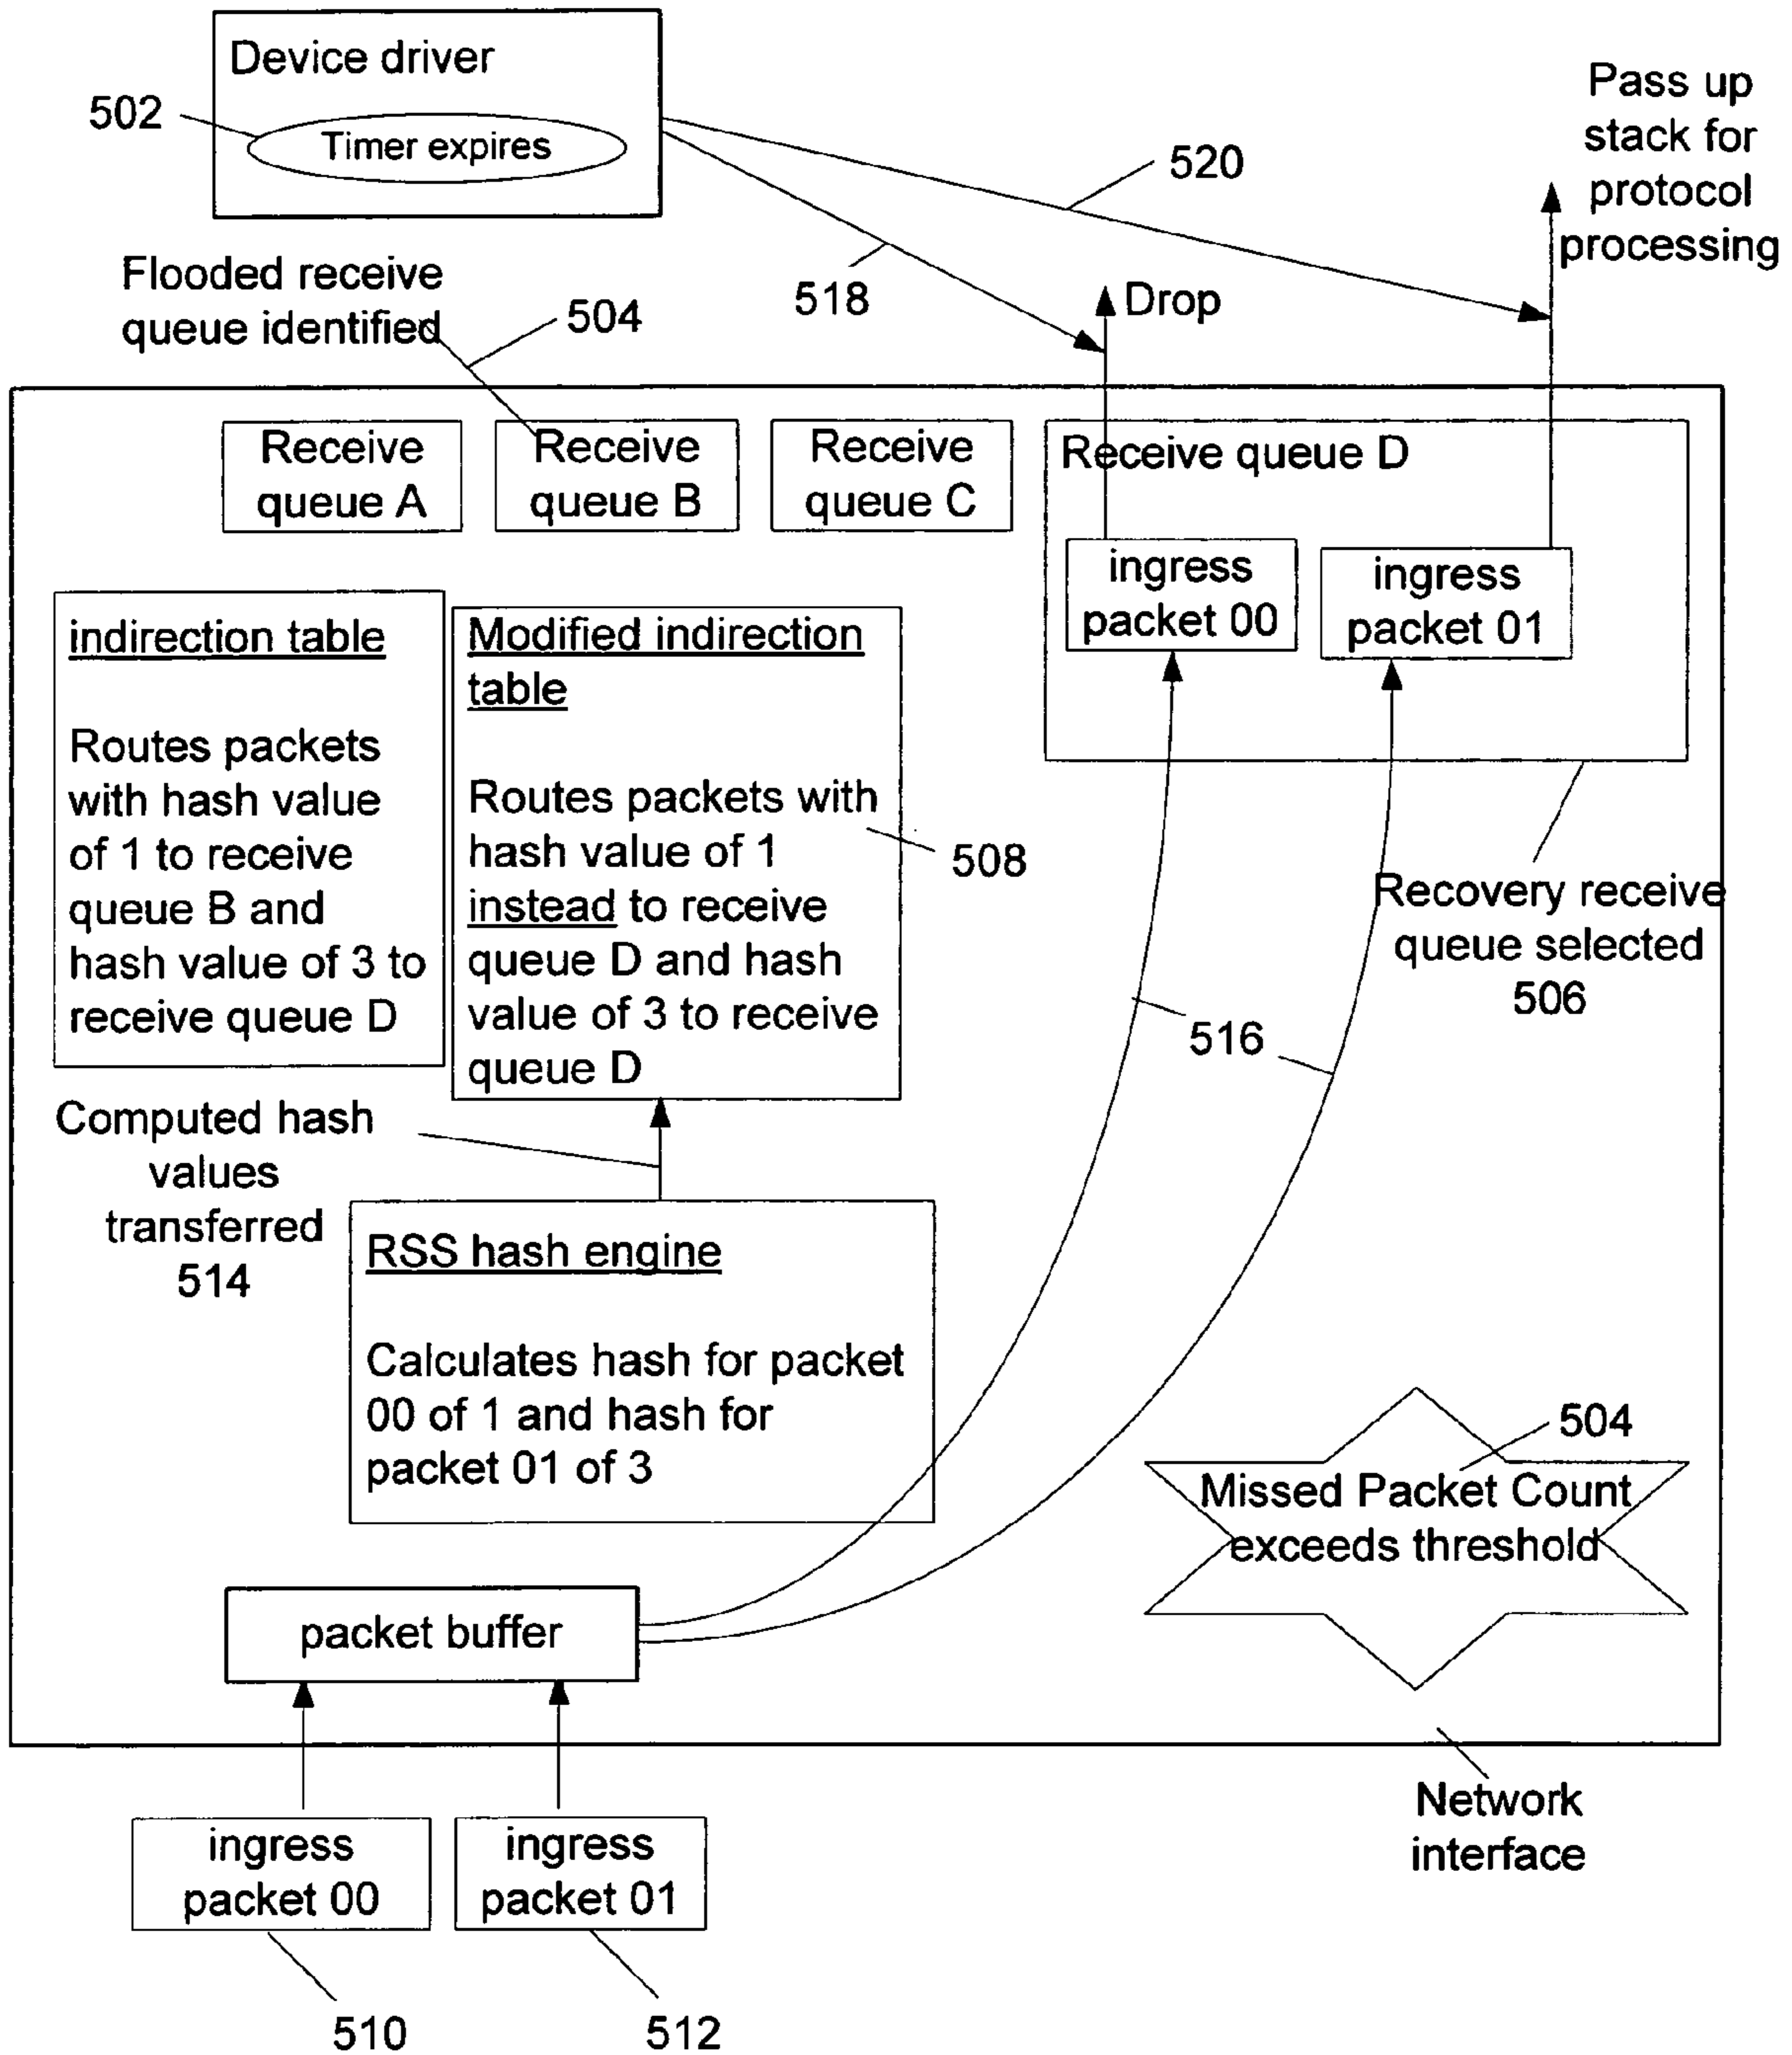 Device driver
502
Timer expires
Pass up
stack for
protocol
processing
520
518
Flooded receive
queue identified
504
Drop
Receive
queue A
Receive
queue B
Receive
queue C
Receive queue D
ingress
packet 00
ingress
packet 01
indirection table
Routes packets
with hash value
of 1 to receive
queue B and
hash value of 3 to
receive queue D
Modified indirection
table
Routes packets with
hash value of 1
instead to receive
queue D and hash
value of 3 to receive
queue D
508
Recovery receive
queue selected
506
516
Computed hash
values
transferred
514
RSS hash engine
Calculates hash for packet
00 of 1 and hash for
packet 01 of 3
504
Missed Packet Count
exceeds threshold
packet buffer
Network
interface
ingress
packet 00
ingress
packet 01
510
512